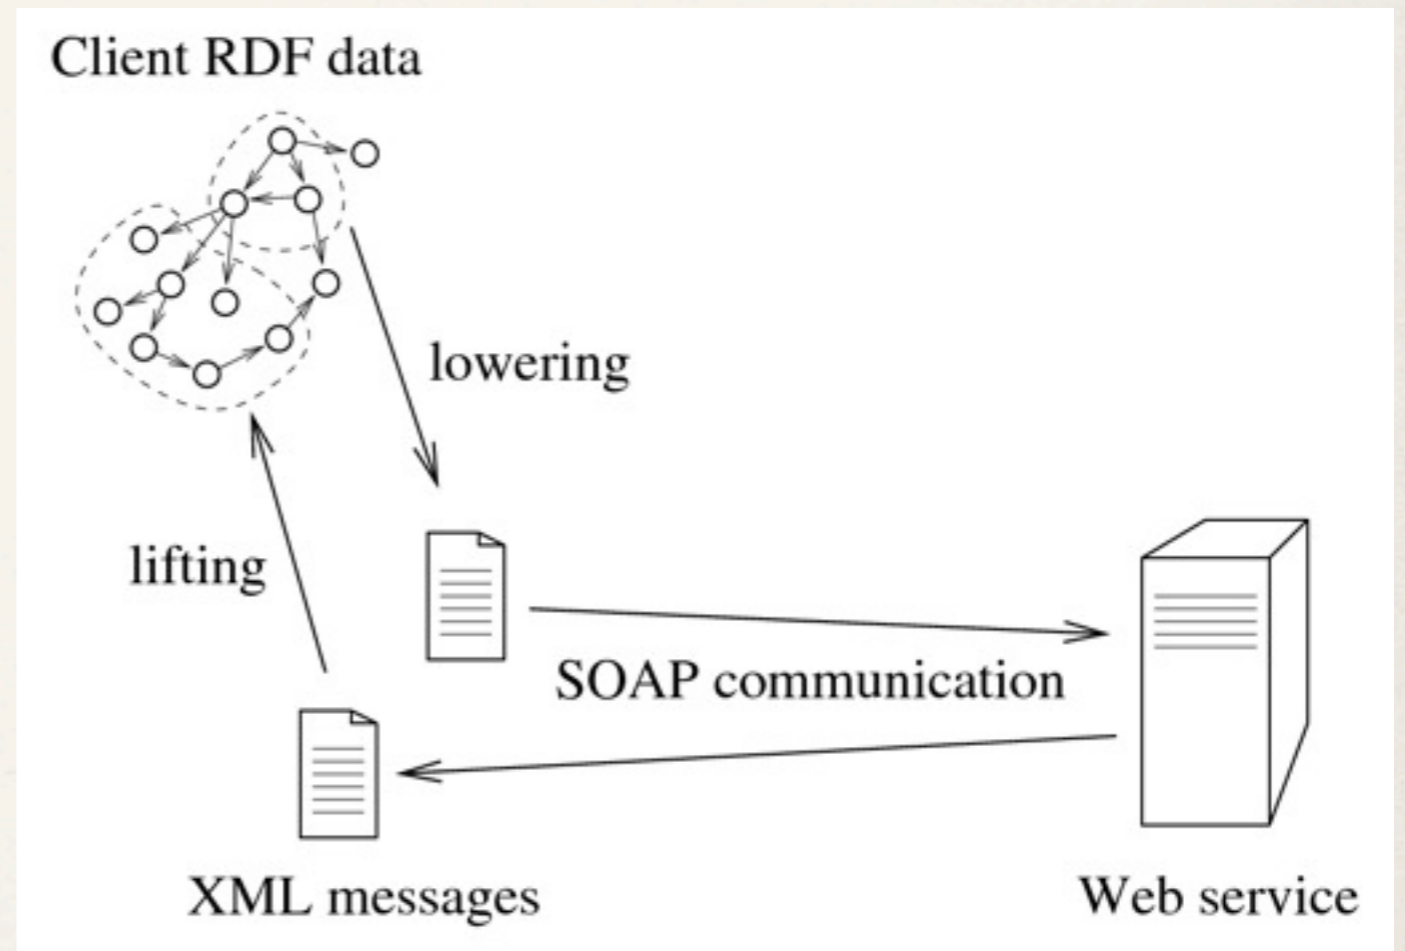 Client RDF data
lowering
lifting
SOAP communication
XML messages
Web service